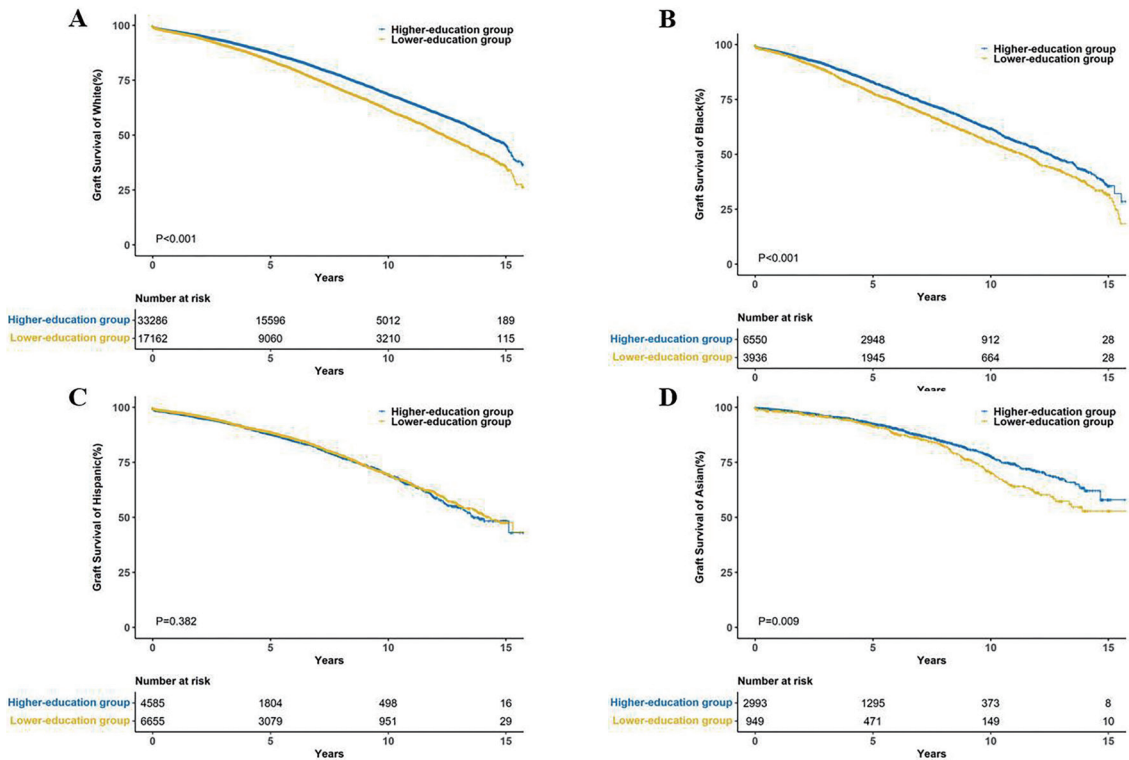 A
Graft Survival of White(%)
100
75
50
25
0
Higher-education group
Lower-education group
P<0.001
0 5 10 15
Years
Number at risk
Higher-education group 33286 15596 5012 189
Lower-education group 17162 9060 3210 115
0 5 10 15
Years
B
Graft Survival of Black(%)
100
75
50
25
0
Higher-education group
Lower-education group
P<0.001
0 5 10 15
Years
Number at risk
Higher-education group 6550 2948 912 28
Lower-education group 3936 1945 664 28
0 5 10 15
Years
C
Graft Survival of Hispanic(%)
100
75
50
25
0
Higher-education group
Lower-education group
P=0.382
0 5 10 15
Years
Number at risk
Higher-education group 4585 1804 498 16
Lower-education group 6655 3079 951 29
0 5 10 15
Years
D
Graft Survival of Asian(%)
100
75
50
25
0
Higher-education group
Lower-education group
P=0.009
0 5 10 15
Years
Number at risk
Higher-education group 2993 1295 373 8
Lower-education group 949 471 149 10
0 5 10 15
Years